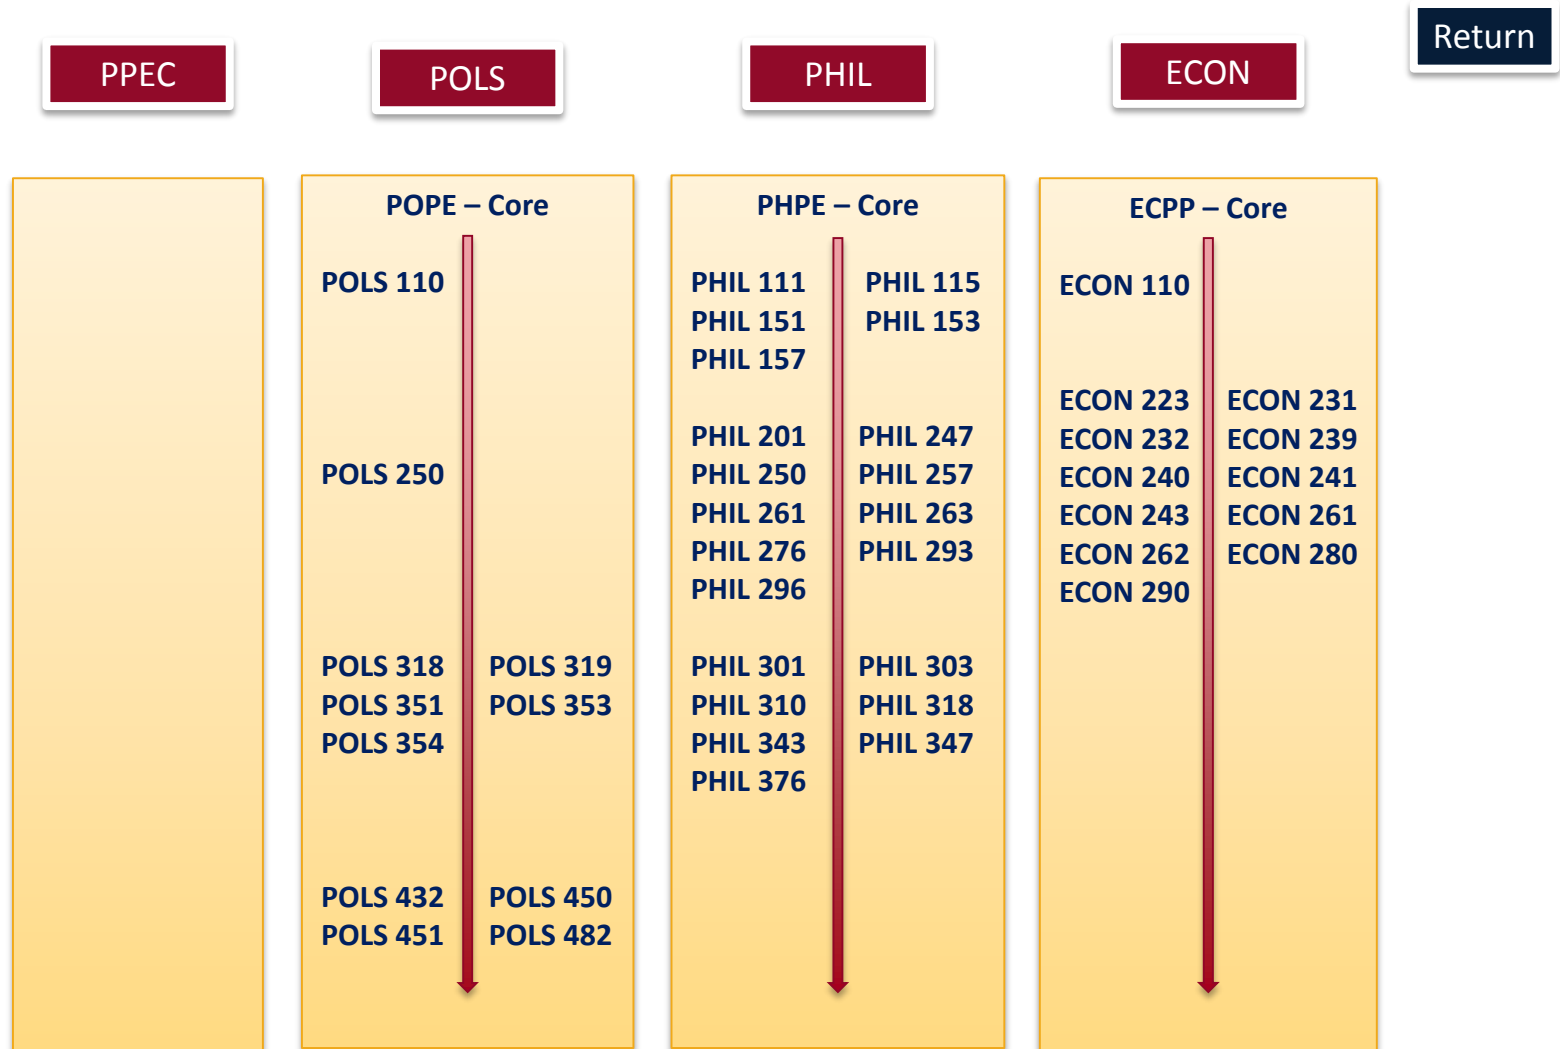 Return
PPEC
POLS
PHIL
ECON
POPE – Core
POLS 110
POLS 250
POLS 318 POLS 319
POLS 351 POLS 353
POLS 354
POLS 432 POLS 450
POLS 451 POLS 482
PHPE – Core
PHIL 111 PHIL 115
PHIL 151 PHIL 153
PHIL 157
PHIL 201 PHIL 247
PHIL 250 PHIL 257
PHIL 261 PHIL 263
PHIL 276 PHIL 293
PHIL 296
PHIL 301 PHIL 303
PHIL 310 PHIL 318
PHIL 343 PHIL 347
PHIL 376
ECPP – Core
ECON 110
ECON 223 ECON 231
ECON 232 ECON 239
ECON 240 ECON 241
ECON 243 ECON 261
ECON 262 ECON 280
ECON 290